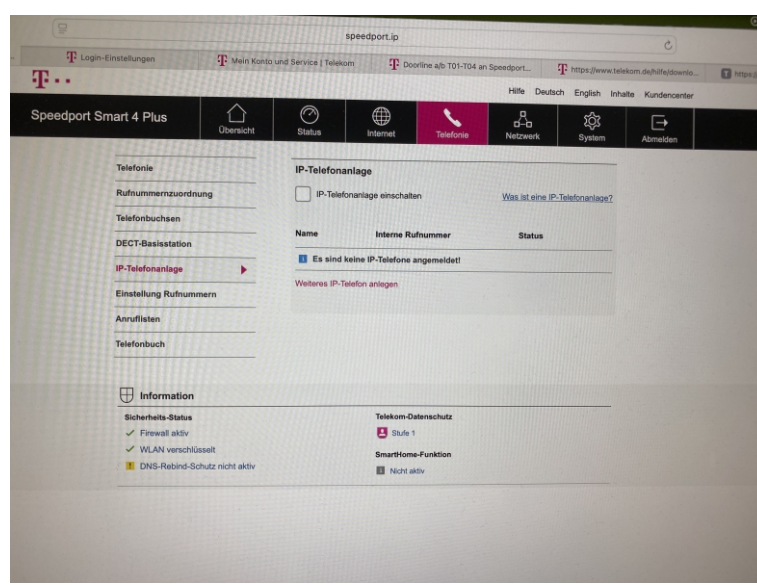 speedport.ip
Login-Einstellungen
Mein Konto und Service | Telekom
Doorline a/b T01-T04 an Speedport...
https://www.telekom.de/hilfe/downlo...
Hilfe Deutsch English Inhalte Kundencenter
Speedport Smart 4 Plus
Übersicht
Status
Internet
Telefonie
Netzwerk
System
Abmelden
Telefonie
Rufnummernzuordnung
Telefonbuchsen
DECT-Basisstation
IP-Telefonanlage
Einstellung Rufnummern
Anruflisten
Telefonbuch
IP-Telefonanlage
IP-Telefonanlage einschalten
Was ist eine IP-Telefonanlage?
Name Interne Rufnummer Status
Es sind keine IP-Telefone angemeldet!
Weiteres IP-Telefon anlegen
Information
Sicherheits-Status
Firewall aktiv
WLAN verschlüsselt
DNS-Rebind-Schutz nicht aktiv
Telekom-Datenschutz
Stufe 1
SmartHome-Funktion
Nicht aktiv